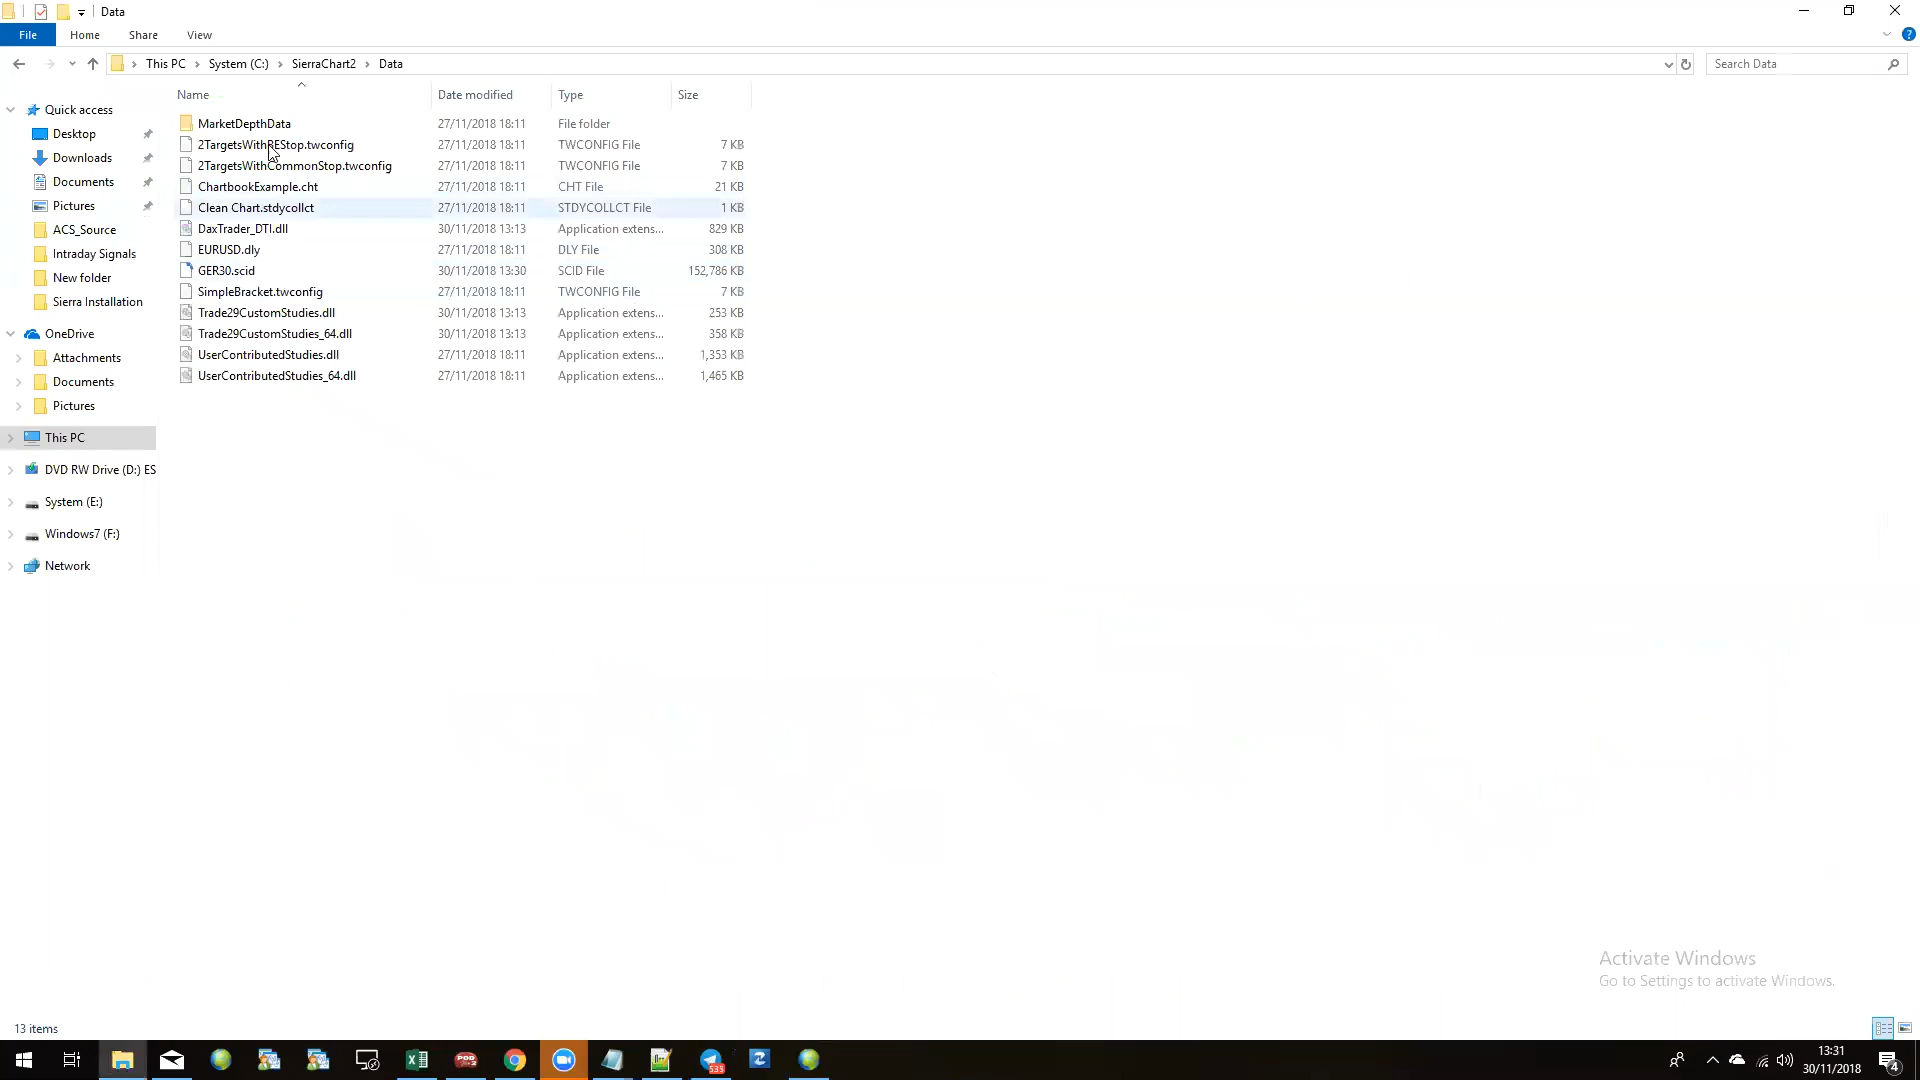 Data
File Home Share View
This PC System (C:) SierraChart2 Data Search Data
Name Date modified Type Size
Quick access
Desktop
Downloads
Documents
Pictures
ACS_Source
Intraday Signals
New folder
Sierra Installation
OneDrive
Attachments
Documents
Pictures
This PC
DVD RW Drive (D:) ES
System (E:)
Windows7 (F:)
Network
MarketDepthData 27/11/2018 18:11 File folder
2TargetsWithREStop.twconfig 27/11/2018 18:11 TWCONFIG File 7 KB
2TargetsWithCommonStop.twconfig 27/11/2018 18:11 TWCONFIG File 7 KB
ChartbookExample.cht 27/11/2018 18:11 CHT File 21 KB
Clean Chart.stdycollct 27/11/2018 18:11 STDYCOLLCT File 1 KB
DaxTrader_DTI.dll 30/11/2018 13:13 Application extens... 829 KB
EURUSD.dly 27/11/2018 18:11 DLY File 308 KB
GER30.scid 30/11/2018 13:30 SCID File 152,786 KB
SimpleBracket.twconfig 27/11/2018 18:11 TWCONFIG File 7 KB
Trade29CustomStudies.dll 30/11/2018 13:13 Application extens... 253 KB
Trade29CustomStudies_64.dll 30/11/2018 13:13 Application extens... 358 KB
UserContributedStudies.dll 27/11/2018 18:11 Application extens... 1,353 KB
UserContributedStudies_64.dll 27/11/2018 18:11 Application extens... 1,465 KB
Activate Windows
Go to Settings to activate Windows.
13 items
POD
2
535
Z
13:31
30/11/2018
4